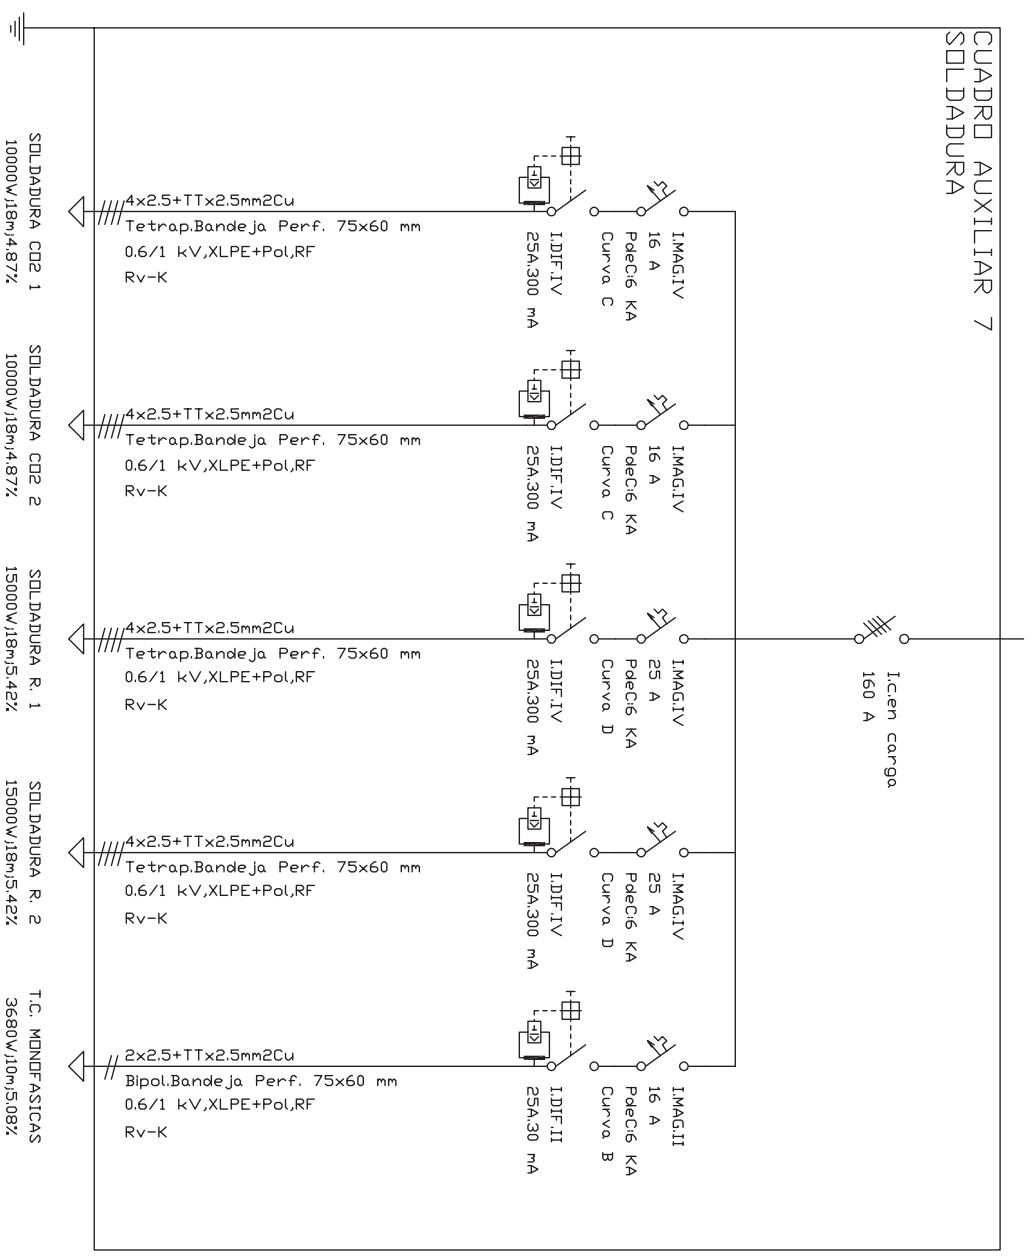 CUADRO AUXILIAR 7
SOLDADURA
I.c.en carga
160 A
I.MAG.IV
16 A
PdeC:6 KA
Curva C
I.DIF.IV
25A.300 mA
4x2.5+TTx2.5mm2Cu
Tetrap.Bandeja Perf. 75x60 mm
0.6/1 kV,XLPE+Pol,RF
Rv-K
SOLDADURA CO2 1
10000W;18m;4.87%
I.MAG.IV
16 A
PdeC:6 KA
Curva C
I.DIF.IV
25A.300 mA
4x2.5+TTx2.5mm2Cu
Tetrap.Bandeja Perf. 75x60 mm
0.6/1 kV,XLPE+Pol,RF
Rv-K
SOLDADURA CO2 2
10000W;18m;4.87%
I.MAG.IV
25 A
PdeC:6 KA
Curva D
I.DIF.IV
25A.300 mA
4x2.5+TTx2.5mm2Cu
Tetrap.Bandeja Perf. 75x60 mm
0.6/1 kV,XLPE+Pol,RF
Rv-K
SOLDADURA R. 1
15000W;18m;5.42%
I.MAG.IV
25 A
PdeC:6 KA
Curva D
I.DIF.IV
25A.300 mA
4x2.5+TTx2.5mm2Cu
Tetrap.Bandeja Perf. 75x60 mm
0.6/1 kV,XLPE+Pol,RF
Rv-K
SOLDADURA R. 2
15000W;18m;5.42%
I.MAG.II
16 A
PdeC:6 KA
Curva B
I.DIF.II
25A.30 mA
2x2.5+TTx2.5mm2Cu
Bipol.Bandeja Perf. 75x60 mm
0.6/1 kV,XLPE+Pol,RF
Rv-K
T.C. MONOFASICAS
3680W;10m;5.08%